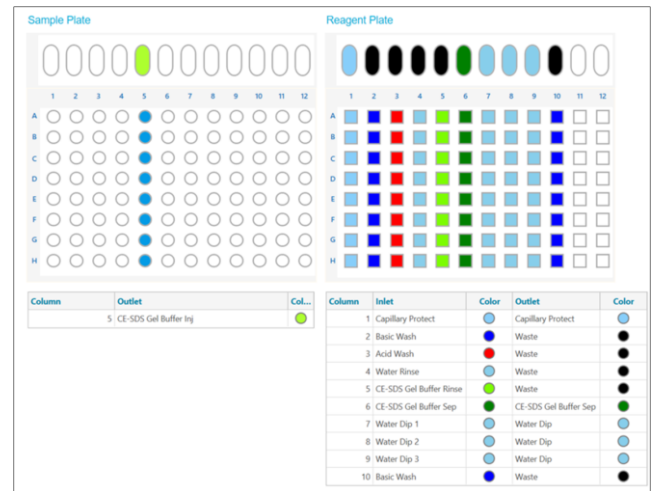 Sample Plate
1 2 3 4 5 6 7 8 9 10 11 12
A
B
C
D
E
F
G
H
Column Outlet Col...
5 CE-SDS Gel Buffer Inj
Reagent Plate
1 2 3 4 5 6 7 8 9 10 11 12
A
B
C
D
E
F
G
H
Column Inlet Color Outlet Color
1 Capillary Protect Capillary Protect
2 Basic Wash Waste
3 Acid Wash Waste
4 Water Rinse Waste
5 CE-SDS Gel Buffer Rinse Waste
6 CE-SDS Gel Buffer Sep CE-SDS Gel Buffer Sep
7 Water Dip 1 Water Dip
8 Water Dip 2 Water Dip
9 Water Dip 3 Water Dip
10 Basic Wash Waste